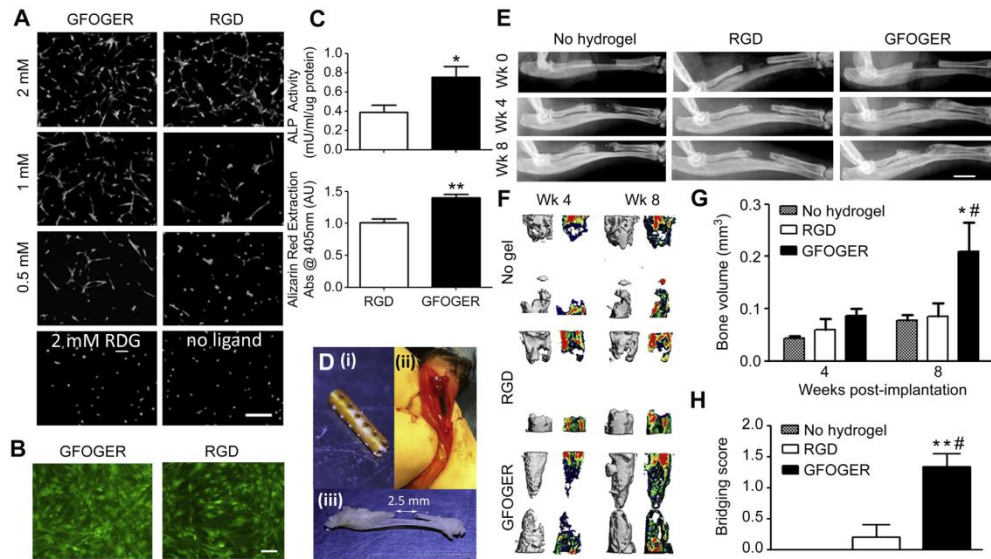 A
GFOGER RGD
2 mM
1 mM
0.5 mM
2 mM RDG no ligand
B
GFOGER RGD
C
ALP Activity
(mU/ml/ug protein)
1.0
0.8
0.6
0.4
0.2
0.0
*
Alizarin Red Extraction
Abs @ 405nm (AU)
2.0
1.5
1.0
0.5
0.0
**
RGD GFOGER
D (i) (ii)
(iii) 2.5 mm
E
No hydrogel RGD GFOGER
Wk 0
Wk 4
Wk 8
F
Wk 4 Wk 8
No gel
RGD
GFOGER
G
Bone volume (mm³)
0.3
0.2
0.1
0.0
No hydrogel
RGD
GFOGER
*#
4 8
Weeks post-implantation
H
Bridging score
2.0
1.5
1.0
0.5
0.0
No hydrogel
RGD
GFOGER
**#